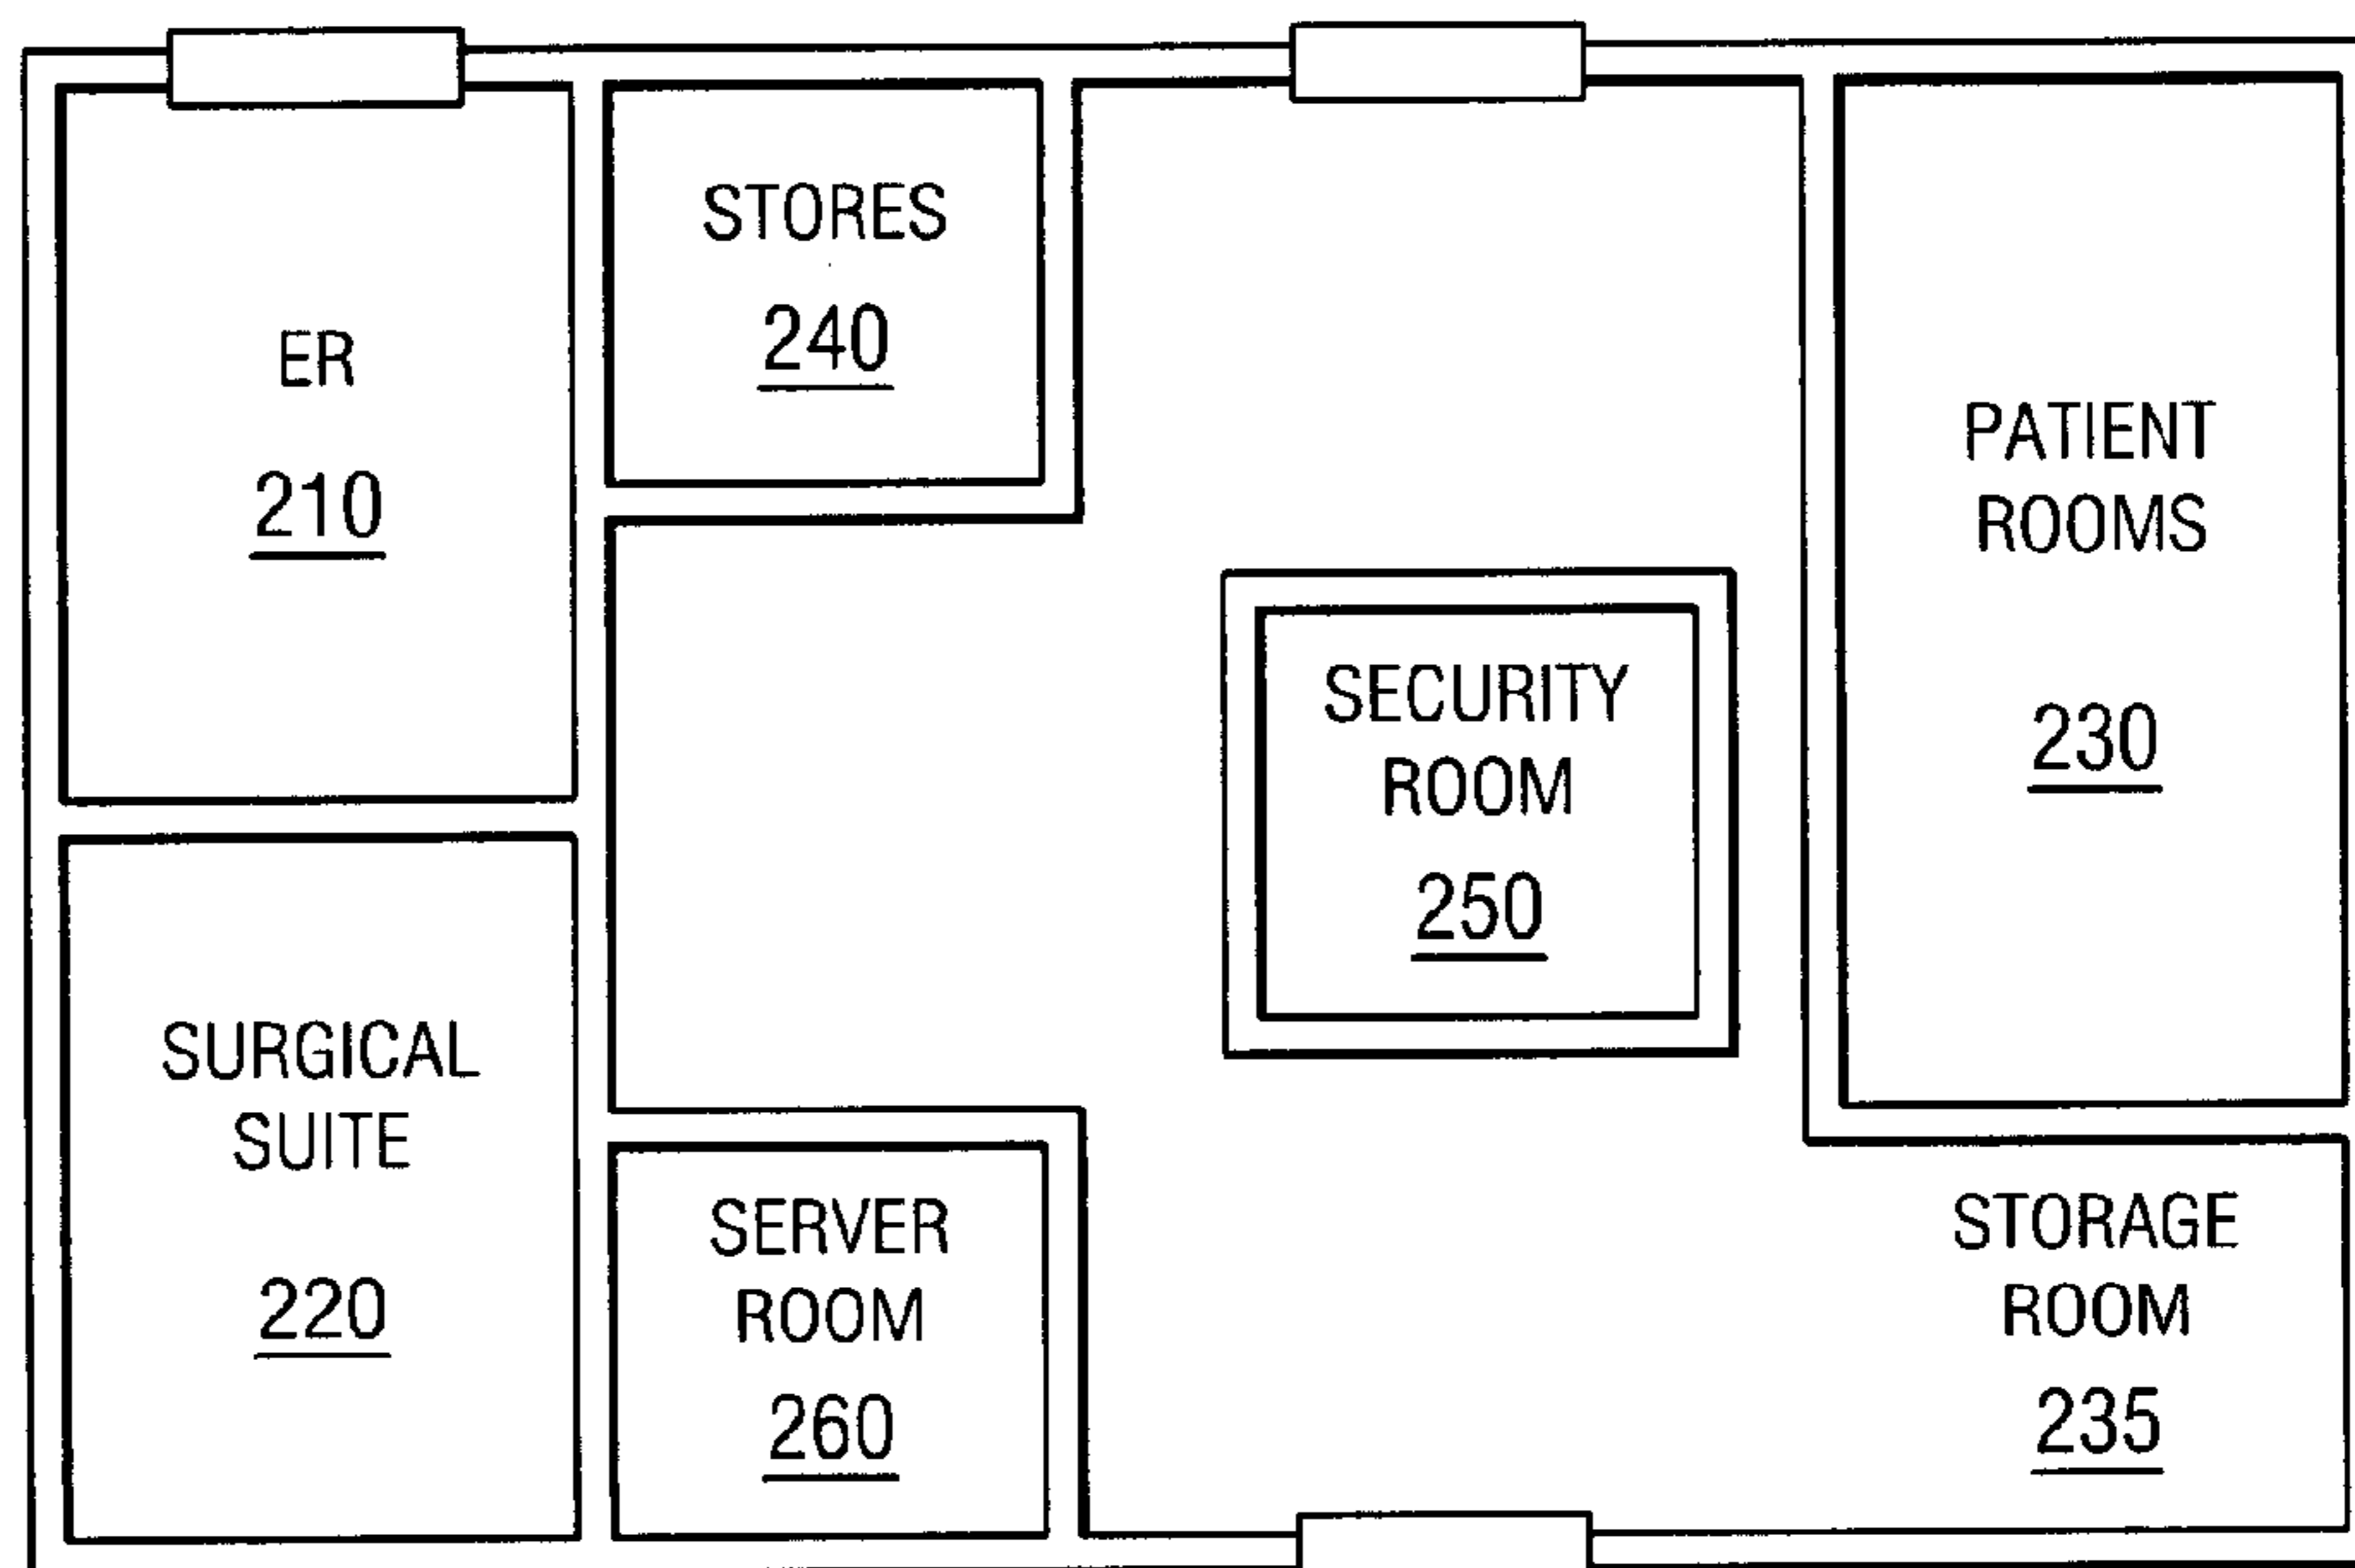 STORES
240
ER
210
PATIENT
ROOMS
230
SECURITY
ROOM
250
SURGICAL
SUITE
220
SERVER
ROOM
260
STORAGE
ROOM
235